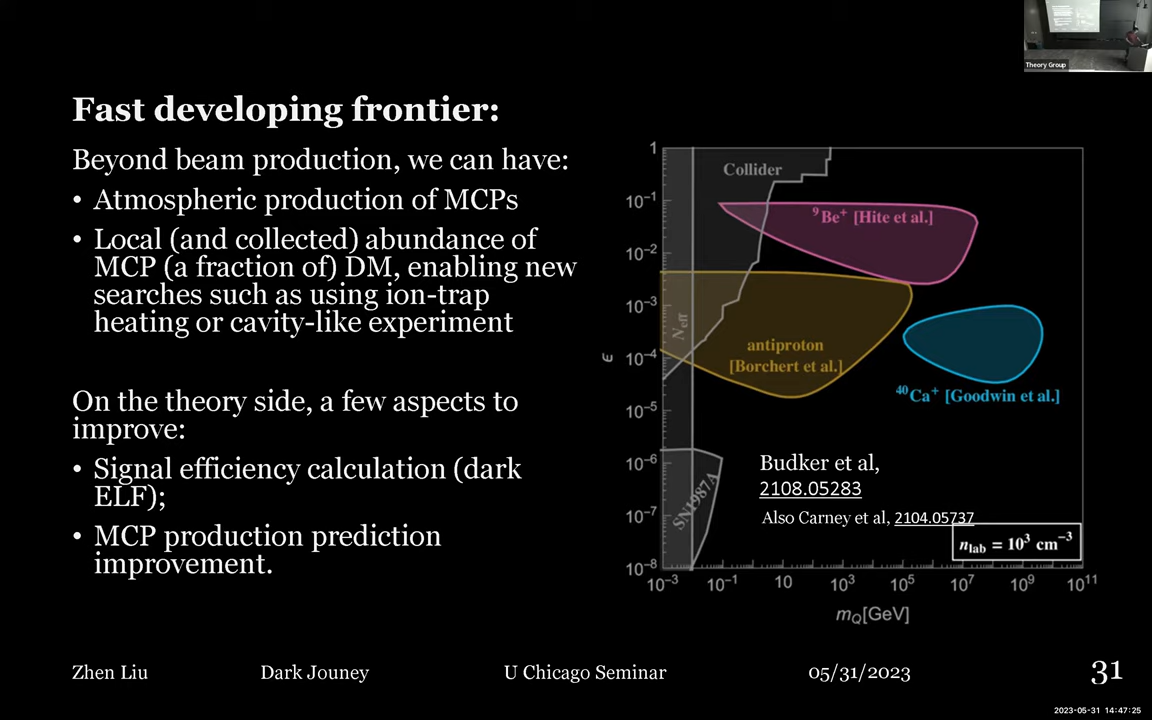 Theory Group
Fast developing frontier:
Beyond beam production, we can have:
• Atmospheric production of MCPs
• Local (and collected) abundance of
MCP (a fraction of) DM, enabling new
searches such as using ion-trap
heating or cavity-like experiment
On the theory side, a few aspects to
improve:
• Signal efficiency calculation (dark
ELF);
• MCP production prediction
improvement.
1
10⁻¹
10⁻²
10⁻³
10⁻⁴
10⁻⁵
10⁻⁶
10⁻⁷
10⁻⁸
ϵ
Collider
⁹Be⁺ [Hite et al.]
N_eff
antiproton
[Borchert et al.]
⁴⁰Ca⁺ [Goodwin et al.]
SN1987A
Budker et al,
2108.05283
Also Carney et al, 2104.05737
n_lab = 10³ cm⁻³
10⁻³ 10⁻¹ 10 10³ 10⁵ 10⁷ 10⁹ 10¹¹
m_Q[GeV]
Zhen Liu Dark Jouney U Chicago Seminar 05/31/2023 31
2023-05-31 14:47:25